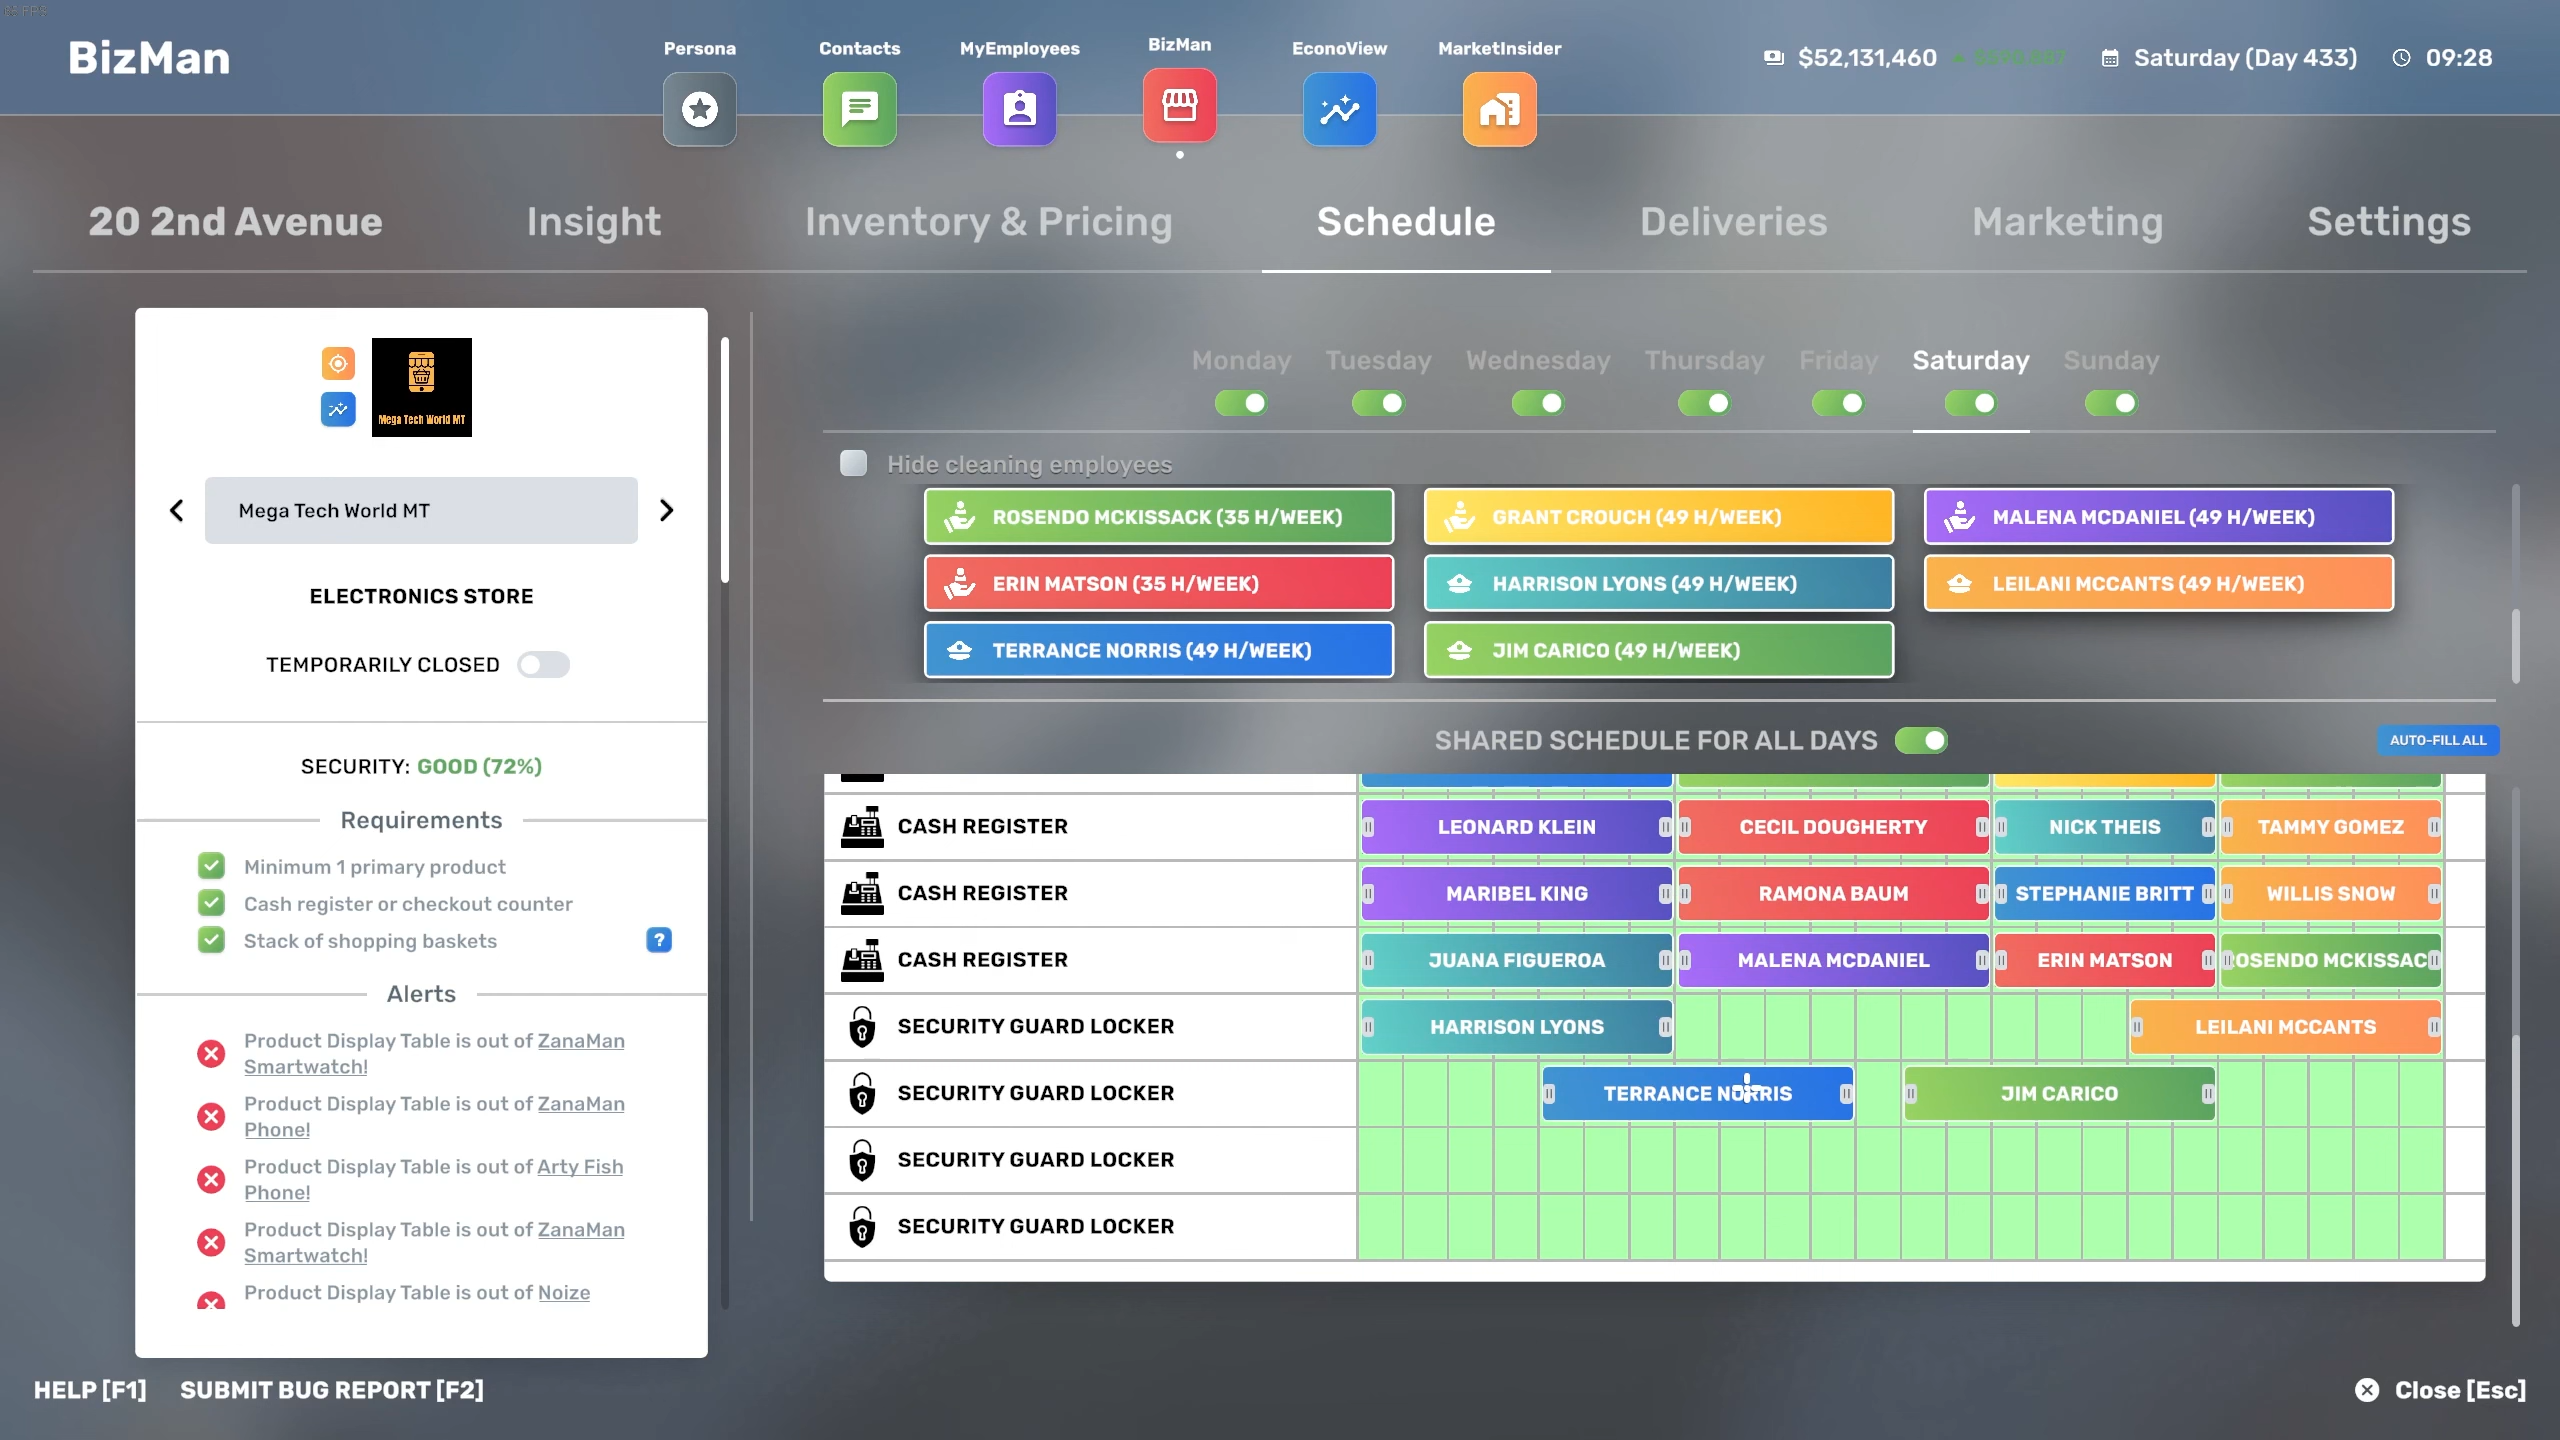 62 FPS
BizMan
Persona
Contacts
MyEmployees
BizMan
EconoView
MarketInsider
$52,131,460
Saturday (Day 433)
09:28
20 2nd Avenue
Insight
Inventory & Pricing
Schedule
Deliveries
Marketing
Settings
Mega Tech World MT
Mega Tech World MT
ELECTRONICS STORE
TEMPORARILY CLOSED
SECURITY: GOOD (72%)
Requirements
Minimum 1 primary product
Cash register or checkout counter
Stack of shopping baskets
?
Alerts
Product Display Table is out of ZanaMan
Smartwatch!
Product Display Table is out of ZanaMan
Phone!
Product Display Table is out of Arty Fish
Phone!
Product Display Table is out of ZanaMan
Smartwatch!
Product Display Table is out of Noize
Monday
Tuesday
Wednesday
Thursday
Friday
Saturday
Sunday
Hide cleaning employees
ROSENDO MCKISSACK (35 H/WEEK)
GRANT CROUCH (49 H/WEEK)
MALENA MCDANIEL (49 H/WEEK)
ERIN MATSON (35 H/WEEK)
HARRISON LYONS (49 H/WEEK)
LEILANI MCCANTS (49 H/WEEK)
TERRANCE NORRIS (49 H/WEEK)
JIM CARICO (49 H/WEEK)
SHARED SCHEDULE FOR ALL DAYS
AUTO-FILL ALL
CASH REGISTER
LEONARD KLEIN
CECIL DOUGHERTY
NICK THEIS
TAMMY GOMEZ
CASH REGISTER
MARIBEL KING
RAMONA BAUM
STEPHANIE BRITT
WILLIS SNOW
CASH REGISTER
JUANA FIGUEROA
MALENA MCDANIEL
ERIN MATSON
ROSENDO MCKISSAC
SECURITY GUARD LOCKER
HARRISON LYONS
LEILANI MCCANTS
SECURITY GUARD LOCKER
TERRANCE NORRIS
JIM CARICO
SECURITY GUARD LOCKER
SECURITY GUARD LOCKER
HELP [F1]
SUBMIT BUG REPORT [F2]
Close [Esc]